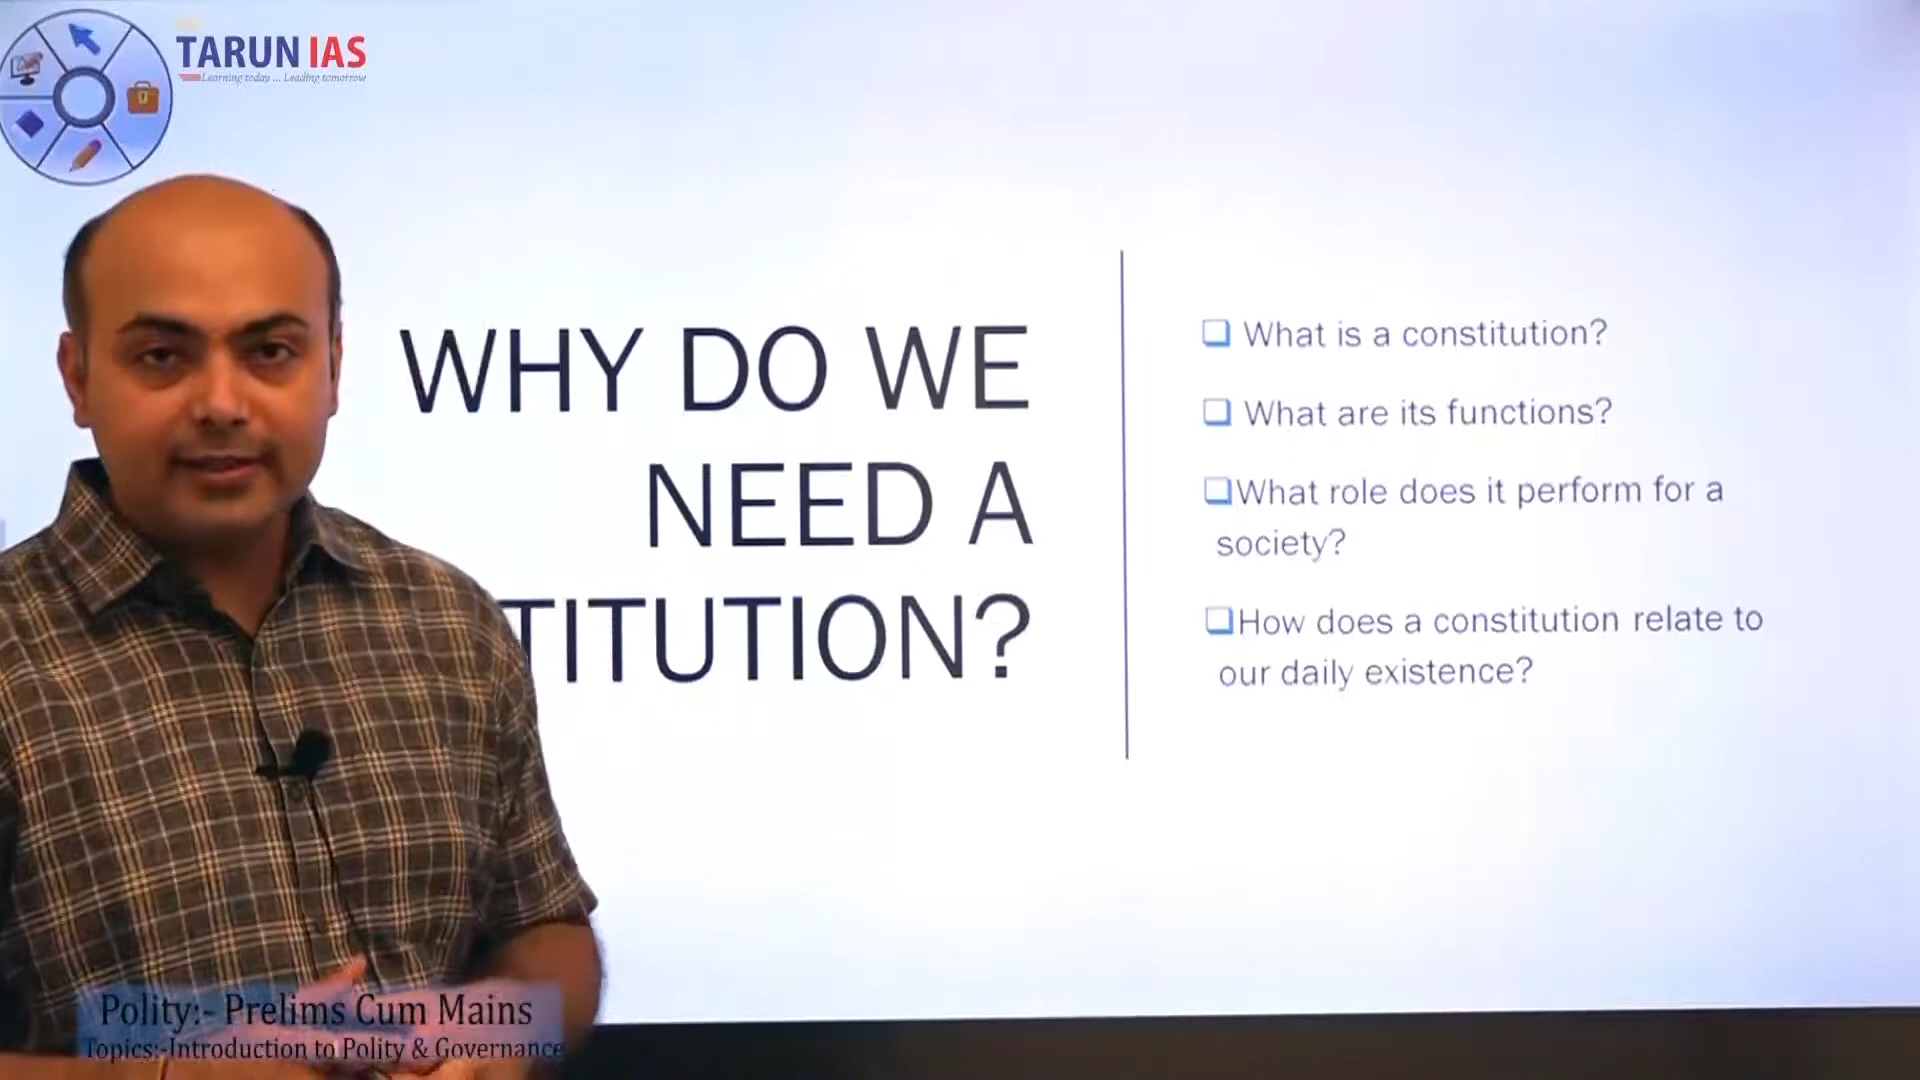 TARUN IAS
Learning today ... Leading tomorrow
WHY DO WE
NEED A
TITUTION?
What is a constitution?
What are its functions?
What role does it perform for a
society?
How does a constitution relate to
our daily existence?
Polity:- Prelims Cum Mains
Topics:-Introduction to Polity & Governance